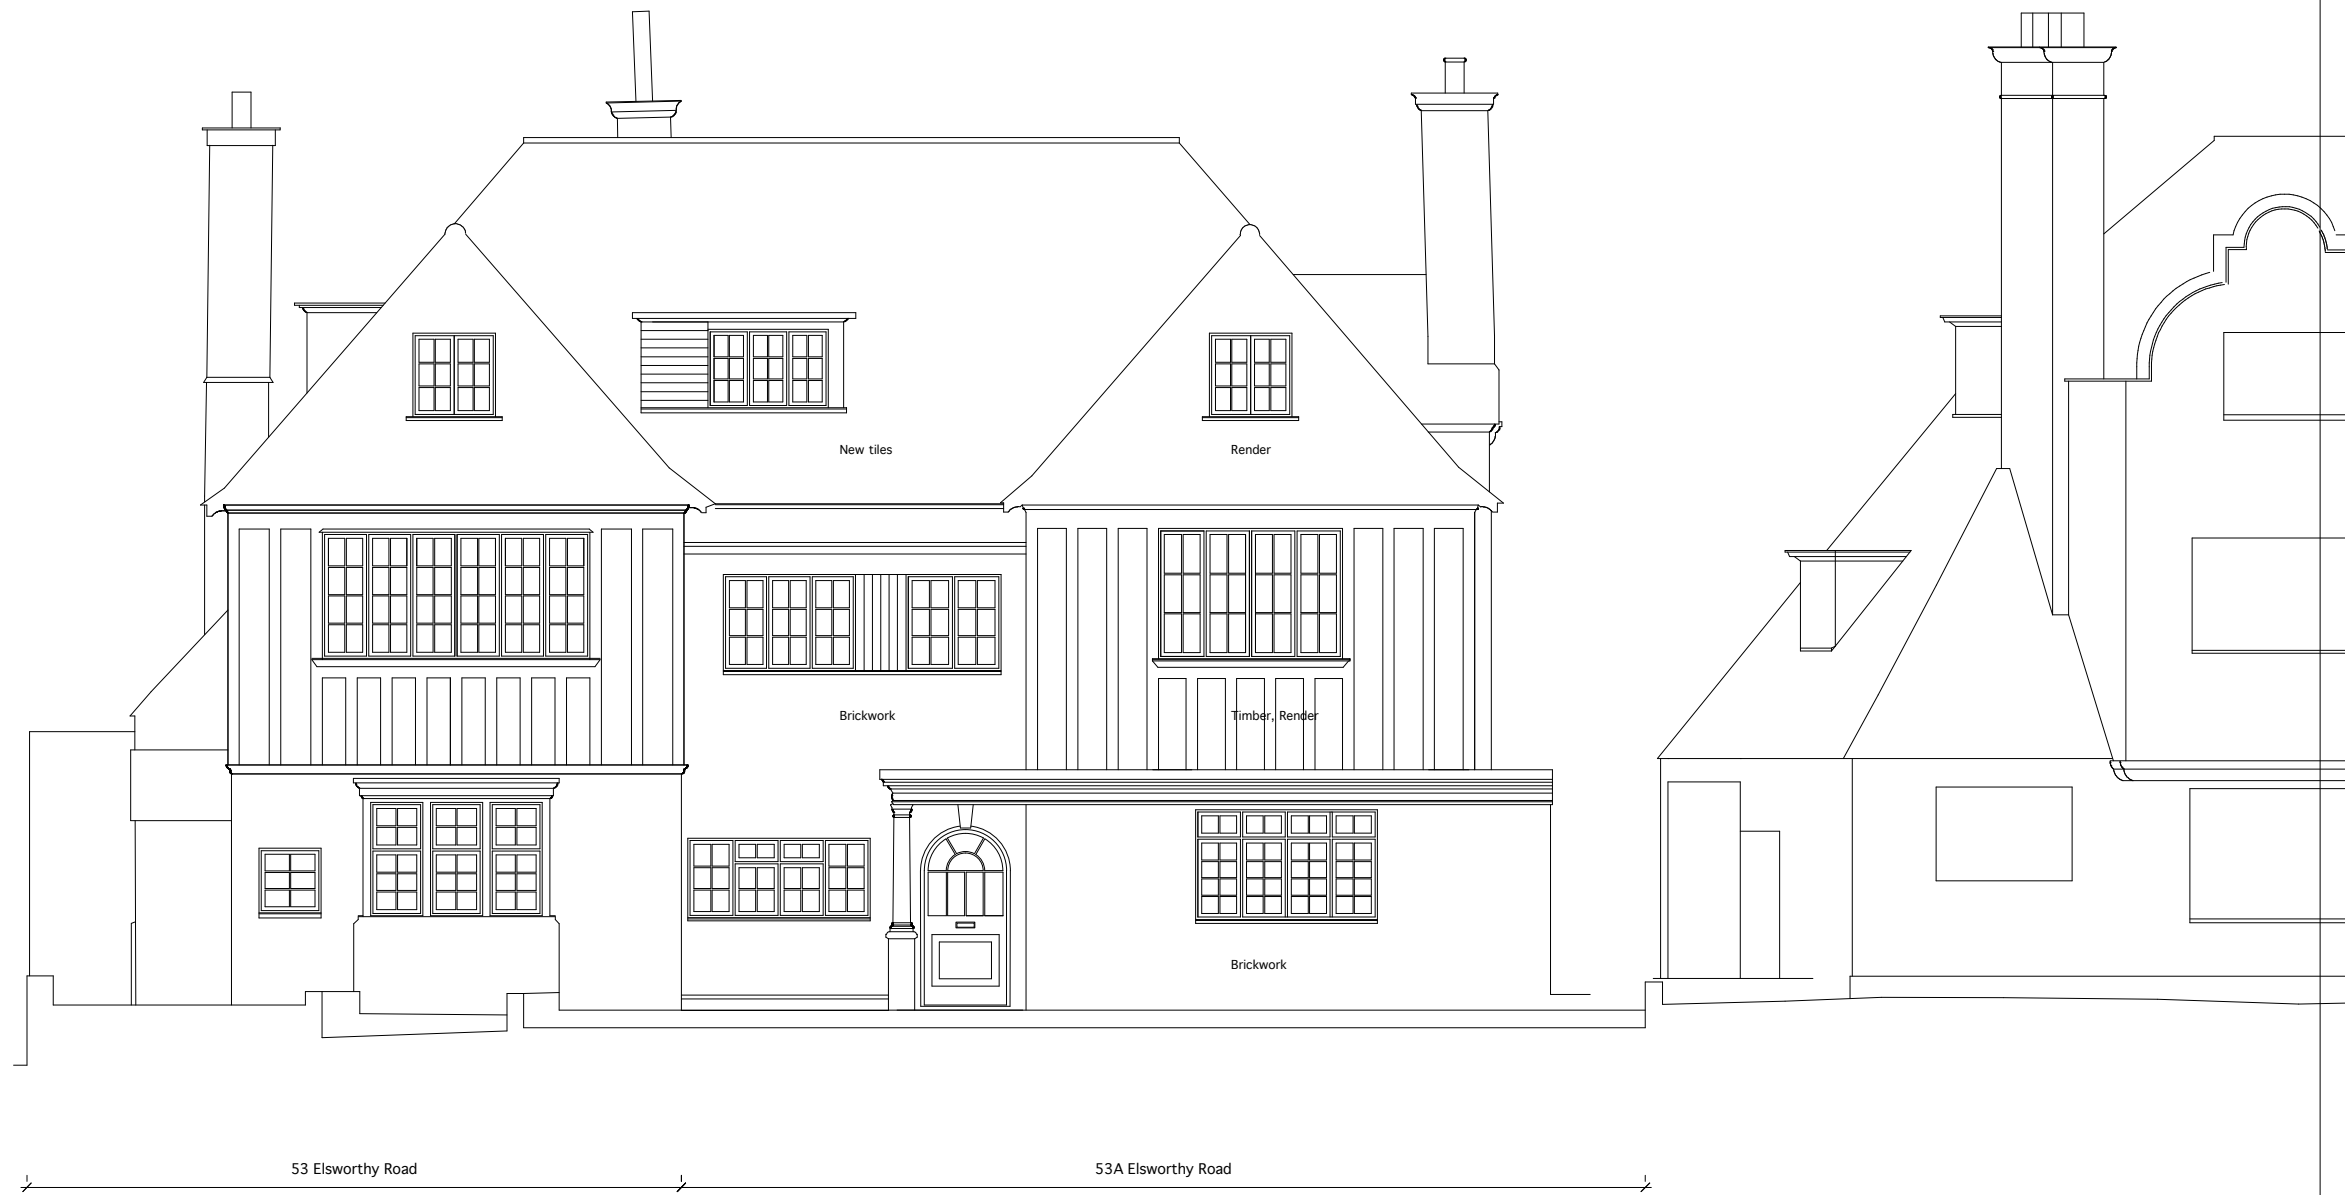 New tiles
Render
Brickwork
Timber, Render
Brickwork
53 Elsworthy Road
53A Elsworthy Road